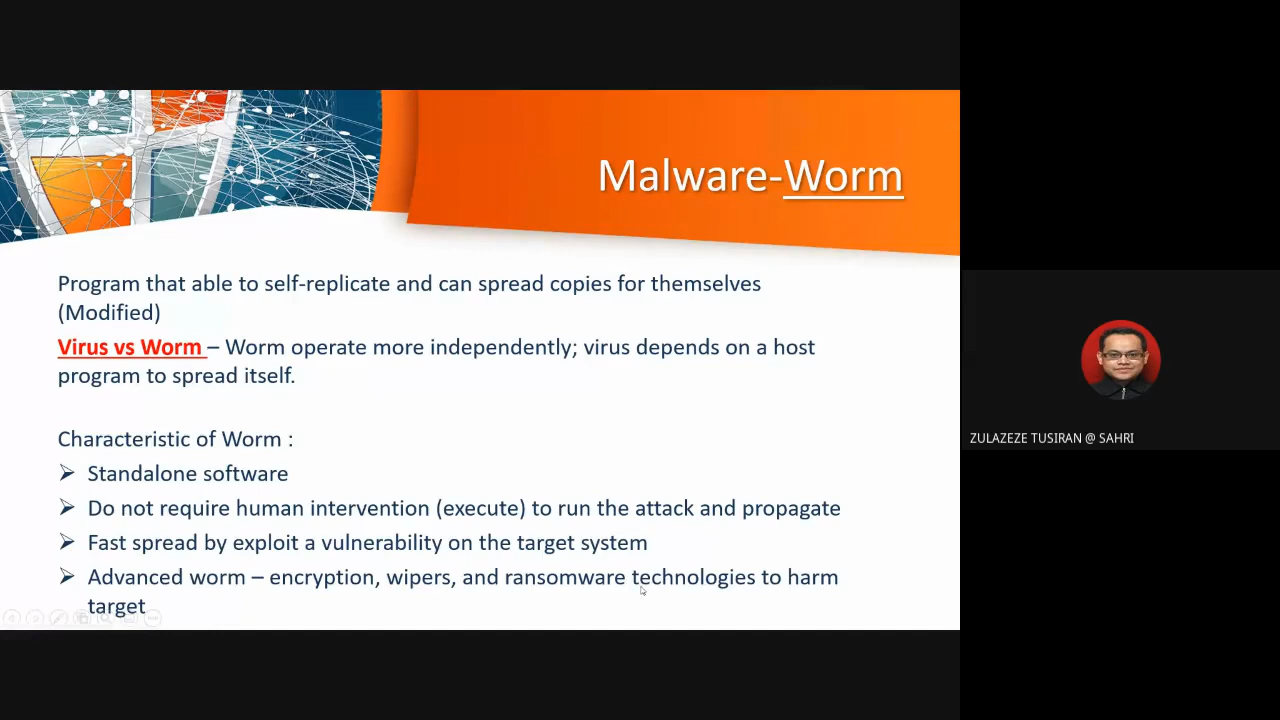 Malware-Worm
Program that able to self-replicate and can spread copies for themselves
(Modified)
Virus vs Worm – Worm operate more independently; virus depends on a host
program to spread itself.
Characteristic of Worm :
➢ Standalone software
➢ Do not require human intervention (execute) to run the attack and propagate
➢ Fast spread by exploit a vulnerability on the target system
➢ Advanced worm – encryption, wipers, and ransomware technologies to harm
target
ZULAZEZE TUSIRAN @ SAHRI